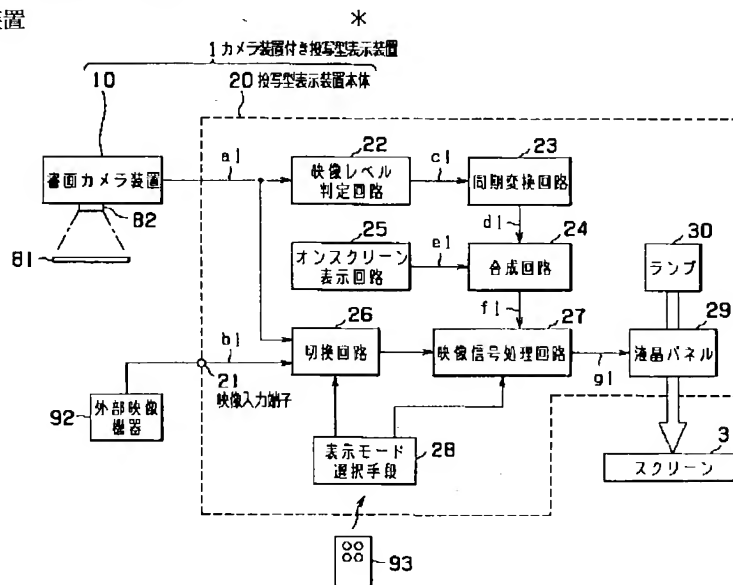 装置
*
1 カメラ装置付き投写型表示装置
10
20 投写型表示装置本体
書画カメラ装置
82
81
a1
22
映像レベル
判定回路
c1
23
同期変換回路
d1
25
オンスクリーン
表示回路
e1
24
合成回路
f1
30
ランプ
26
切換回路
b1
21
映像入力端子
27
映像信号処理回路
g1
29
液晶パネル
92
外部映像
機器
表示モード
選択手段
28
3
スクリーン
93